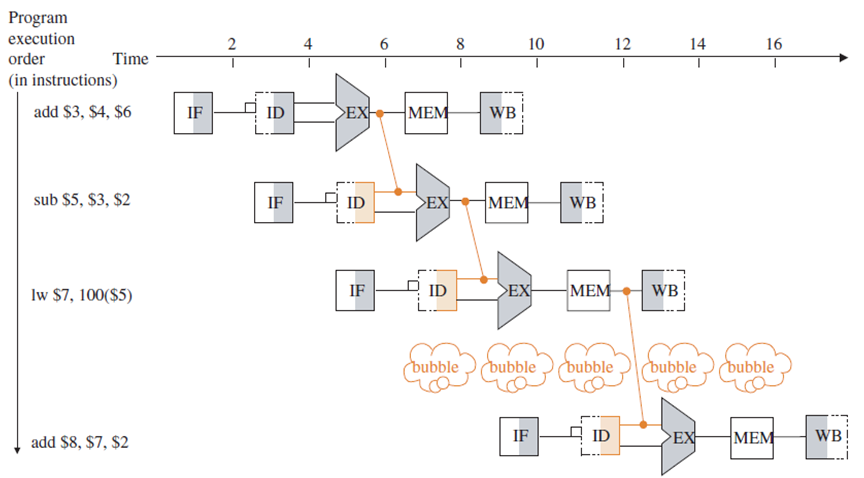 Program
execution
order
(in instructions)
Time
2 4 6 8 10 12 14 16
add $3, $4, $6
IF ID EX MEM WB
sub $5, $3, $2
IF ID EX MEM WB
lw $7, 100($5)
IF ID EX MEM WB
bubble bubble bubble bubble bubble
add $8, $7, $2
IF ID EX MEM WB